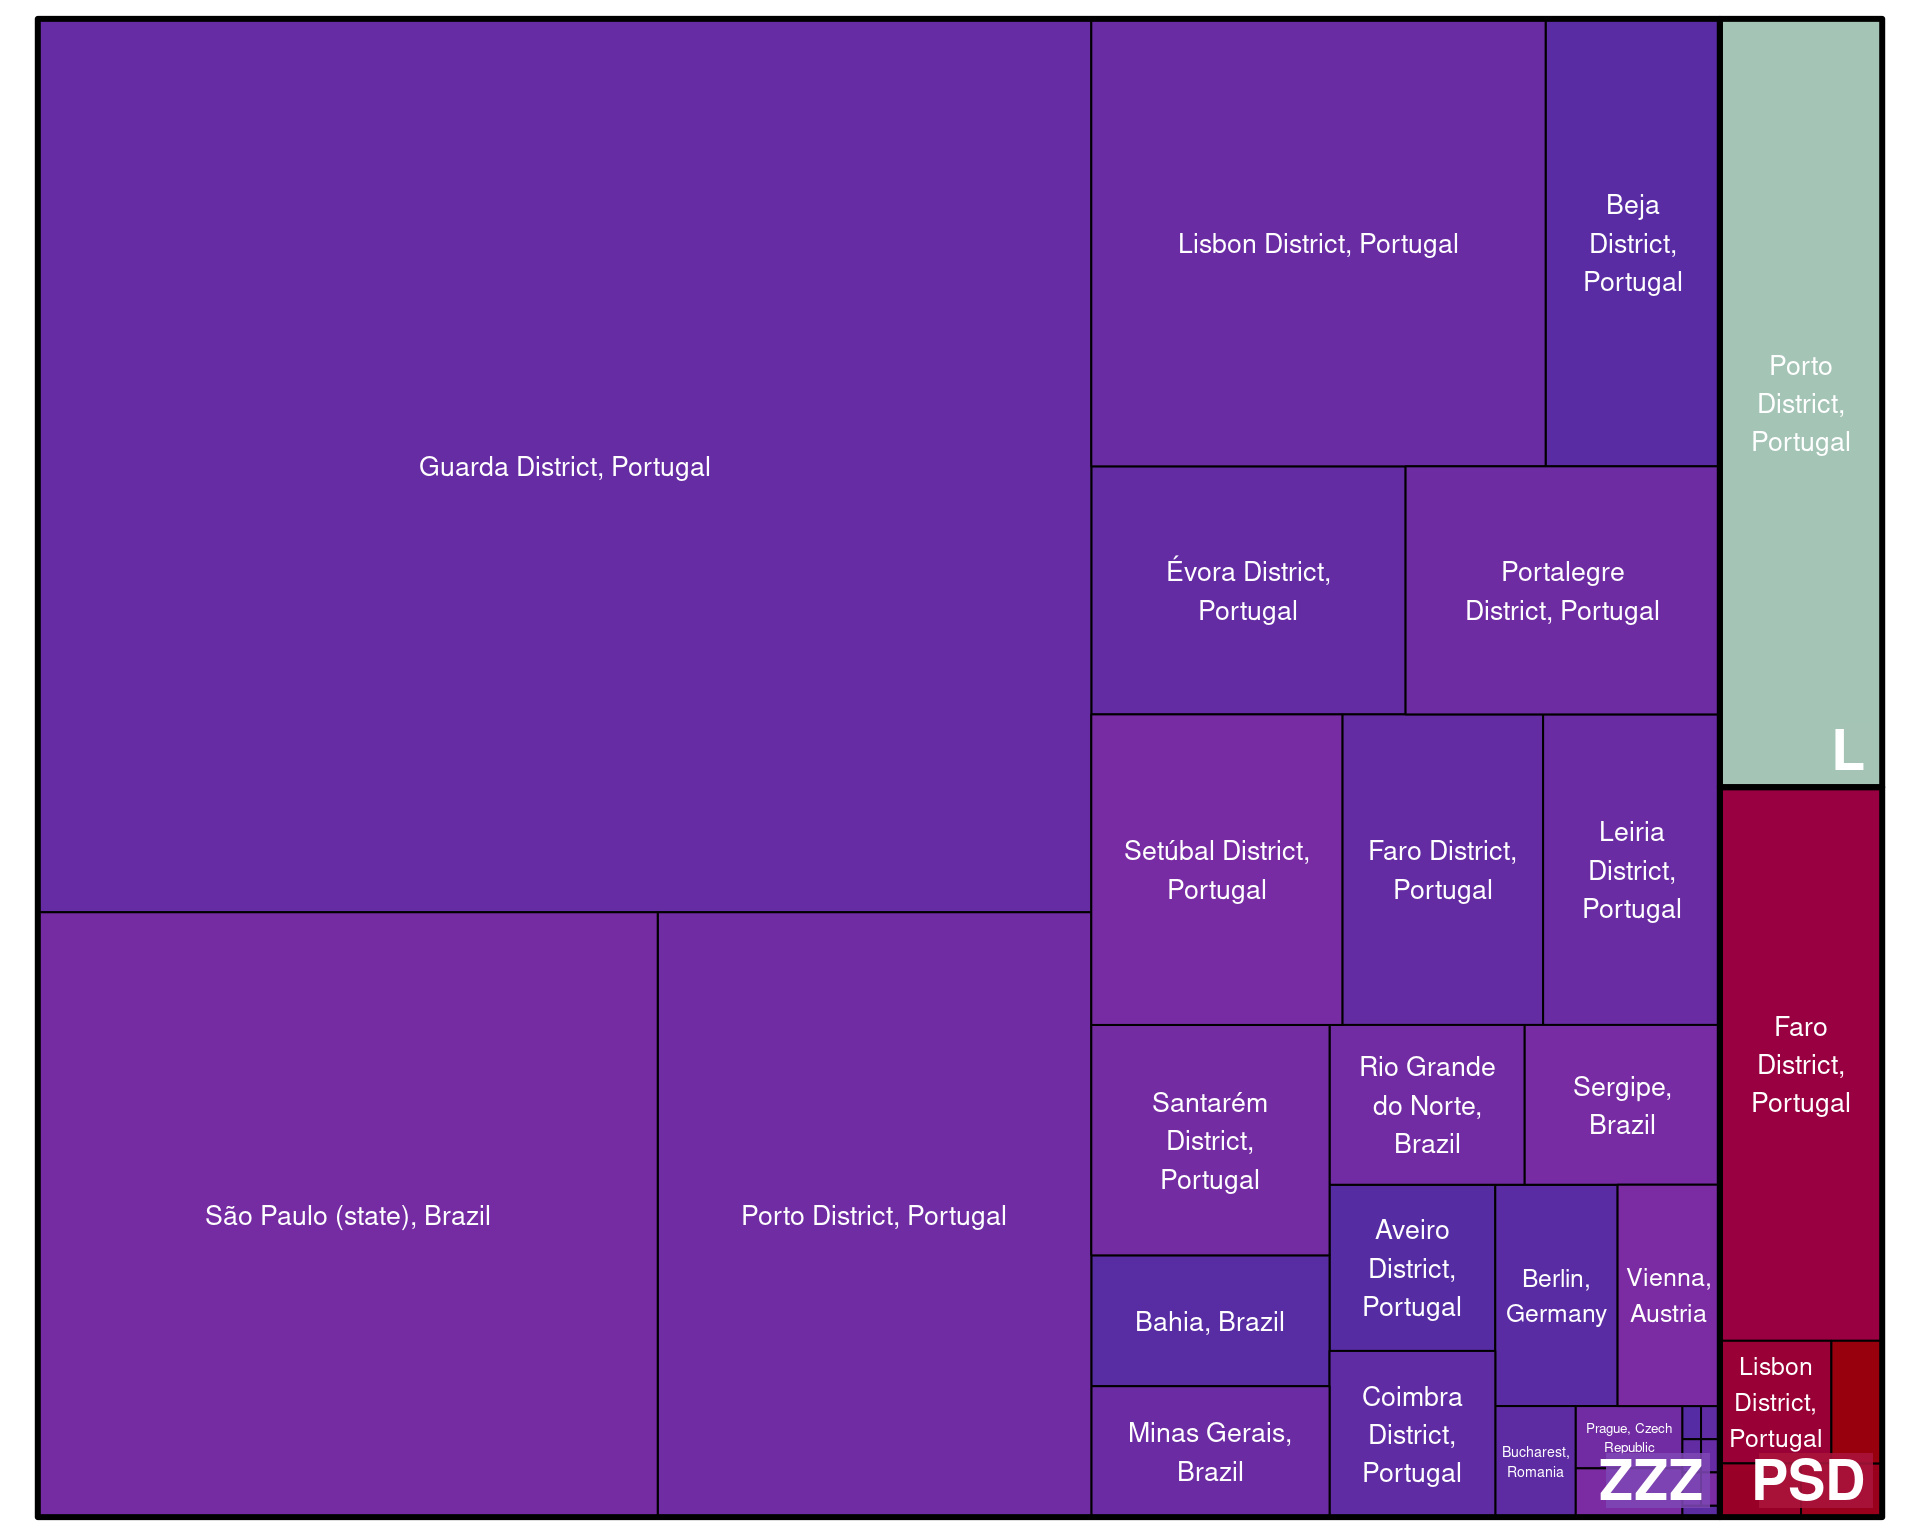 Guarda District, Portugal
São Paulo (state), Brazil
Porto District, Portugal
Lisbon District, Portugal
Beja
District,
Portugal
Évora District,
Portugal
Portalegre
District, Portugal
Setúbal District,
Portugal
Faro District,
Portugal
Leiria
District,
Portugal
Santarém
District,
Portugal
Rio Grande
do Norte,
Brazil
Sergipe,
Brazil
Bahia, Brazil
Minas Gerais,
Brazil
Aveiro
District,
Portugal
Coimbra
District,
Portugal
Berlin,
Germany
Vienna,
Austria
Bucharest,
Romania
Prague, Czech
Republic
ZZZ
Porto
District,
Portugal
L
Faro
District,
Portugal
Lisbon
District,
Portugal
PSD